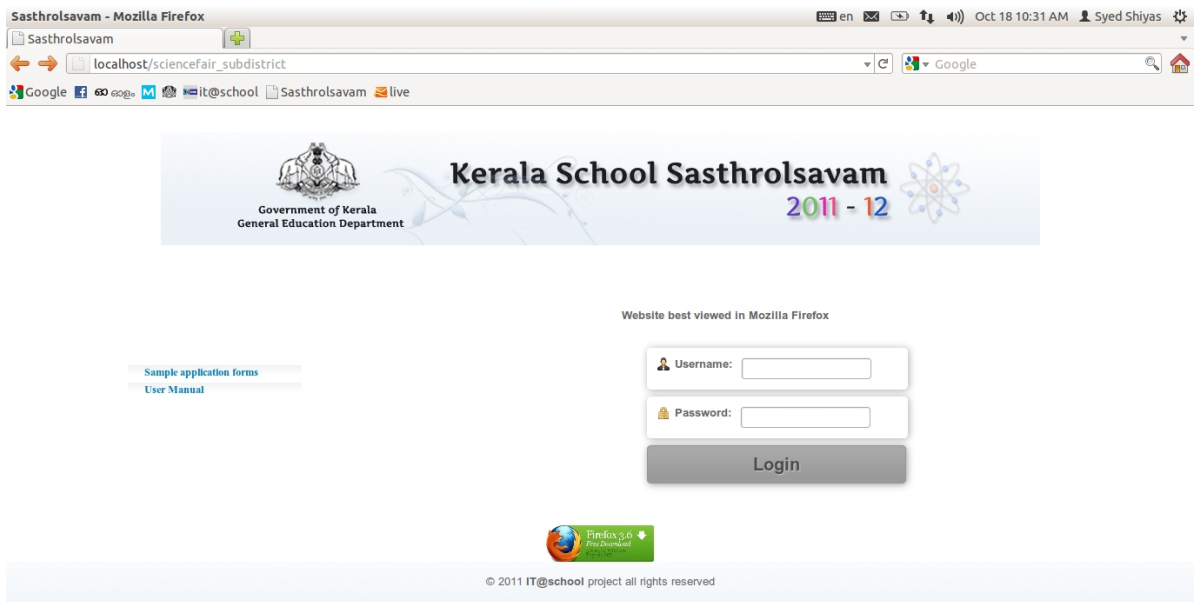 Sasthrolsavam - Mozilla Firefox
en Oct 18 10:31 AM Syed Shiyas
Sasthrolsavam
localhost/sciencefair_subdistrict
Google
Google it@school Sasthrolsavam live
Kerala School Sasthrolsavam
2011 - 12
Government of Kerala
General Education Department
Website best viewed in Mozilla Firefox
Sample application forms
User Manual
Username:
Password:
Login
Firefox 3.6
Free Download
© 2011 IT@school project all rights reserved